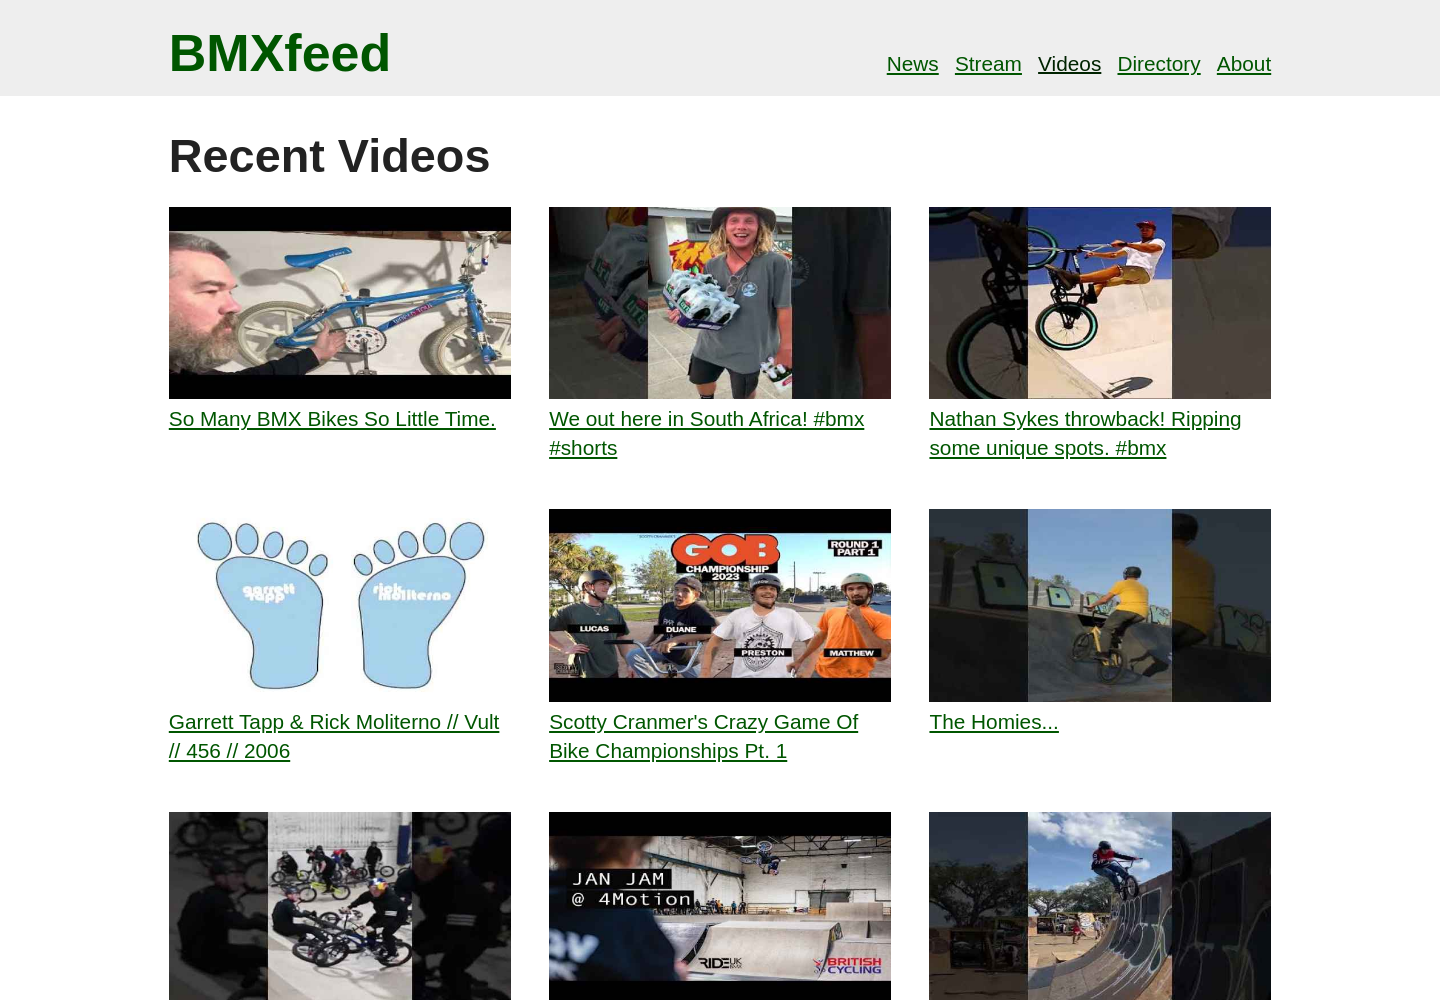 BMXfeed
News Stream Videos Directory About
Recent Videos
So Many BMX Bikes So Little Time.
We out here in South Africa! #bmx
#shorts
Nathan Sykes throwback! Ripping
some unique spots. #bmx
garrett
tapp
rick
moliterno
GOB
CHAMPIONSHIP
2023
ROUND 1
PART 1
LUCAS
DUANE
PRESTON
MATTHEW
Garrett Tapp & Rick Moliterno // Vult
// 456 // 2006
Scotty Cranmer's Crazy Game Of
Bike Championships Pt. 1
The Homies...
JAN JAM
@ 4Motion
RIDE UK
BMX
BRITISH
CYCLING